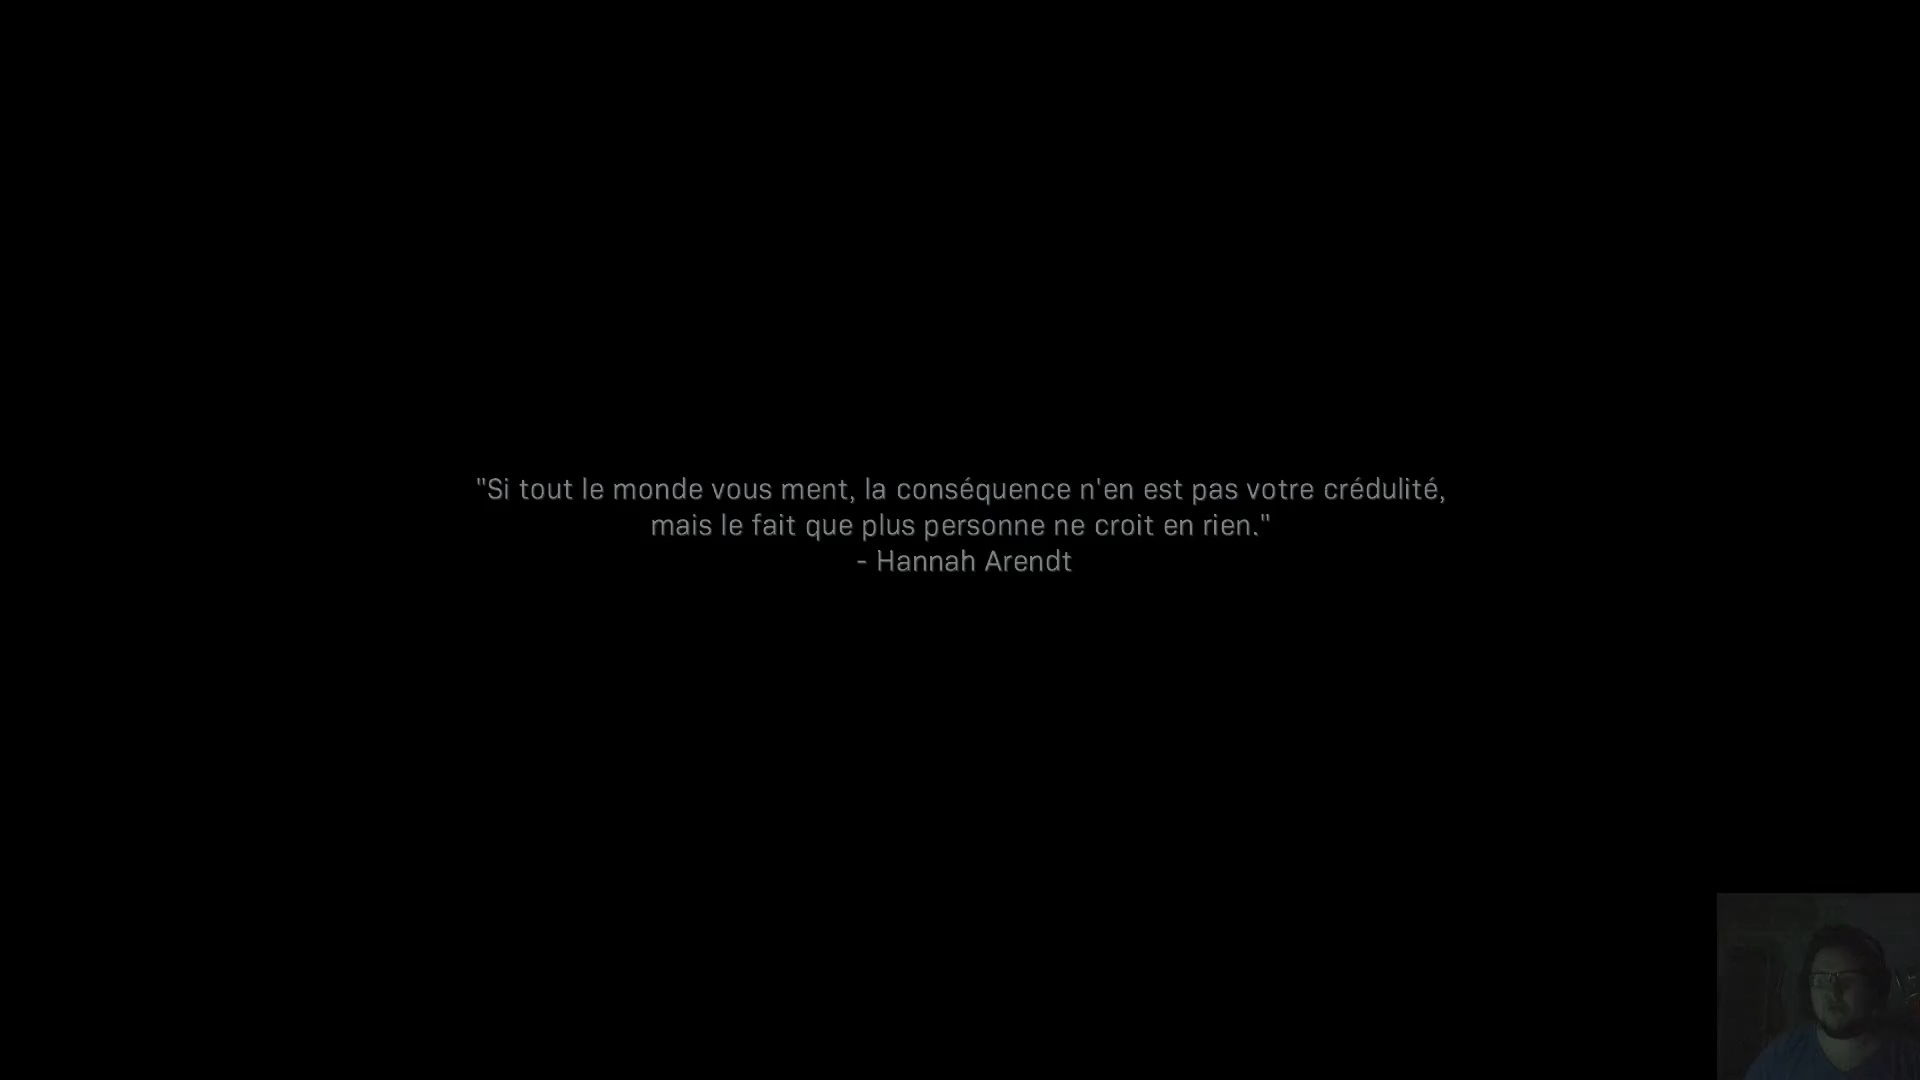 "Si tout le monde vous ment, la conséquence n'en est pas votre crédulité,
mais le fait que plus personne ne croit en rien."
- Hannah Arendt